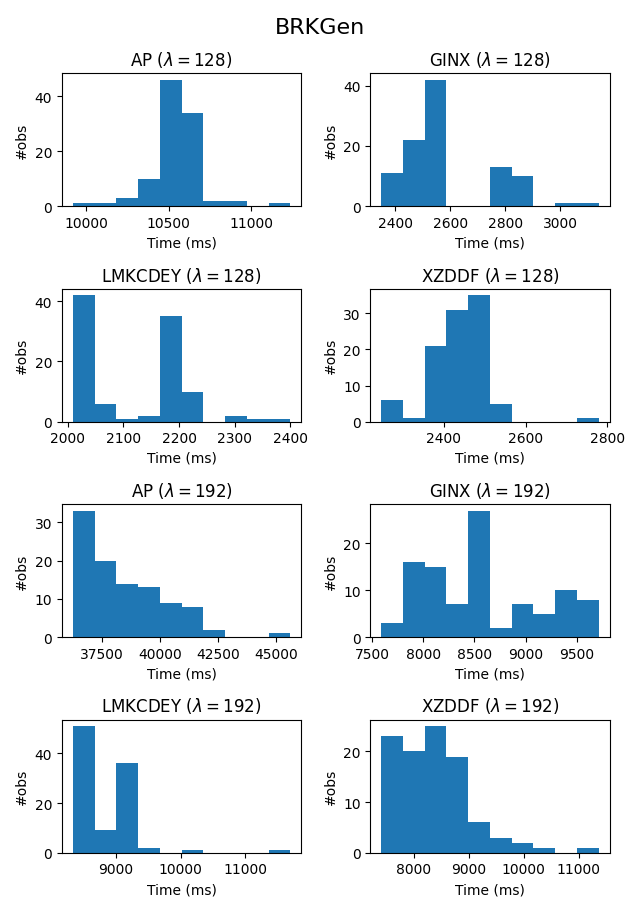 BRKGen
AP (λ = 128)
#obs
40
20
0
10000 10500 11000
Time (ms)
GINX (λ = 128)
#obs
40
20
0
2400 2600 2800 3000
Time (ms)
LMKCDEY (λ = 128)
#obs
40
20
0
2000 2100 2200 2300 2400
Time (ms)
XZDDF (λ = 128)
#obs
30
20
10
0
2400 2600 2800
Time (ms)
AP (λ = 192)
#obs
30
20
10
0
37500 40000 42500 45000
Time (ms)
GINX (λ = 192)
#obs
20
10
0
7500 8000 8500 9000 9500
Time (ms)
LMKCDEY (λ = 192)
#obs
40
20
0
9000 10000 11000
Time (ms)
XZDDF (λ = 192)
#obs
20
10
0
8000 9000 10000 11000
Time (ms)